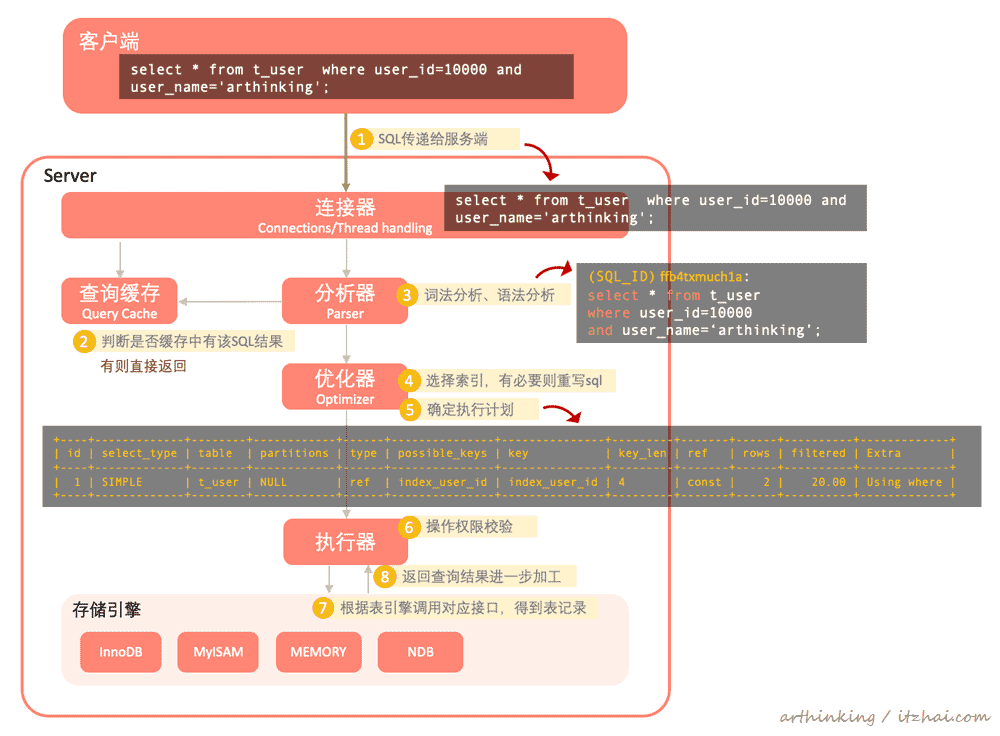 客户端
select * from t_user  where user_id=10000 and
user_name='arthinking';
1 SQL传递给服务端
Server
连接器
Connections/Thread handling
select * from t_user  where user_id=10000 and
user_name='arthinking';
查询缓存
Query Cache
分析器
Parser
3 词法分析、语法分析
(SQL_ID) ffb4txmuch1a:
select * from t_user
where user_id=10000
and user_name=‘arthinking’;
2 判断是否缓存中有该SQL结果
有则直接返回
优化器
Optimizer
4 选择索引，有必要则重写sql
5 确定执行计划
+----+-------------+--------+------------+------+---------------+---------------+---------+-------+------+----------+-------------+
| id | select_type | table | partitions | type | possible_keys | key | key_len | ref | rows | filtered | Extra |
+----+-------------+--------+------------+------+---------------+---------------+---------+-------+------+----------+-------------+
| 1 | SIMPLE | t_user | NULL | ref | index_user_id | index_user_id | 4 | const | 2 | 20.00 | Using where |
+----+-------------+--------+------------+------+---------------+---------------+---------+-------+------+----------+-------------+
执行器
6 操作权限校验
8 返回查询结果进一步加工
7 根据表引擎调用对应接口，得到表记录
存储引擎
InnoDB
MyISAM
MEMORY
NDB
arthinking / itzhai.com